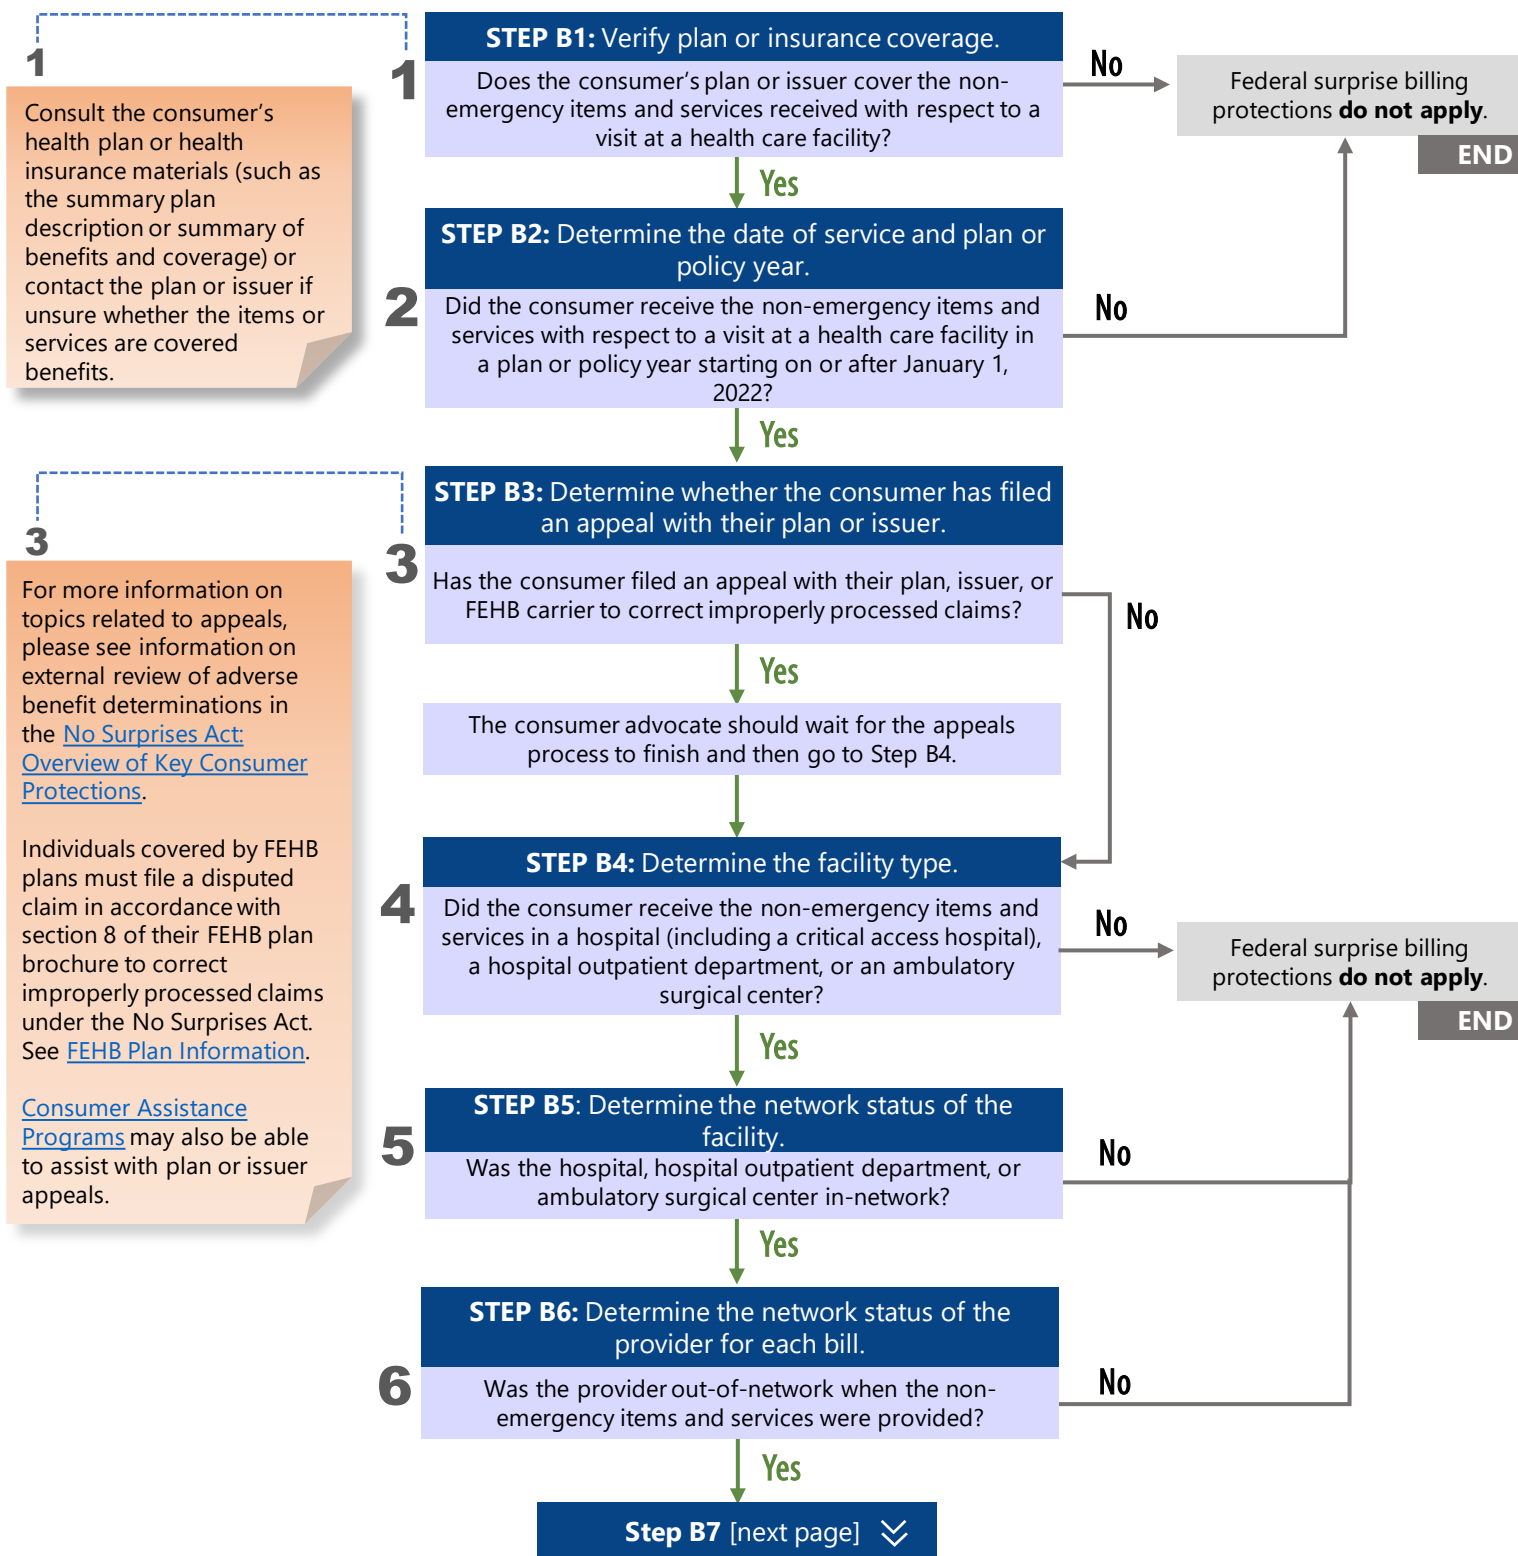 1
Consult the consumer's
health plan or health
insurance materials (such as
the summary plan
description or summary of
benefits and coverage) or
contact the plan or issuer if
unsure whether the items or
services are covered
benefits.
1
STEP B1: Verify plan or insurance coverage.
Does the consumer's plan or issuer cover the non-
emergency items and services received with respect to a
visit at a health care facility?
No
Federal surprise billing
protections do not apply.
END
Yes
2
STEP B2: Determine the date of service and plan or
policy year.
Did the consumer receive the non-emergency items and
services with respect to a visit at a health care facility in
a plan or policy year starting on or after January 1,
2022?
No
Yes
3
For more information on
topics related to appeals,
please see information on
external review of adverse
benefit determinations in
the No Surprises Act:
Overview of Key Consumer
Protections.
Individuals covered by FEHB
plans must file a disputed
claim in accordance with
section 8 of their FEHB plan
brochure to correct
improperly processed claims
under the No Surprises Act.
See FEHB Plan Information.
Consumer Assistance
Programs may also be able
to assist with plan or issuer
appeals.
3
STEP B3: Determine whether the consumer has filed
an appeal with their plan or issuer.
Has the consumer filed an appeal with their plan, issuer, or
FEHB carrier to correct improperly processed claims?
No
Yes
The consumer advocate should wait for the appeals
process to finish and then go to Step B4.
4
STEP B4: Determine the facility type.
Did the consumer receive the non-emergency items and
services in a hospital (including a critical access hospital),
a hospital outpatient department, or an ambulatory
surgical center?
No
Federal surprise billing
protections do not apply.
END
Yes
5
STEP B5: Determine the network status of the
facility.
Was the hospital, hospital outpatient department, or
ambulatory surgical center in-network?
No
Yes
6
STEP B6: Determine the network status of the
provider for each bill.
Was the provider out-of-network when the non-
emergency items and services were provided?
No
Yes
Step B7 [next page]